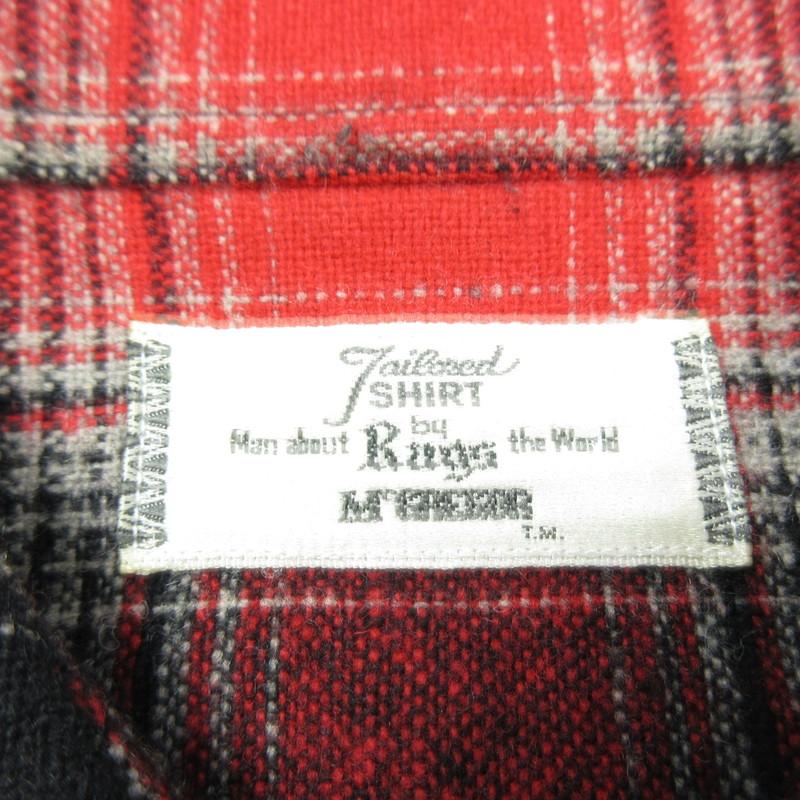 Tailored
SHIRT
by
Man about Rugs the World
McGREGOR
T.M.